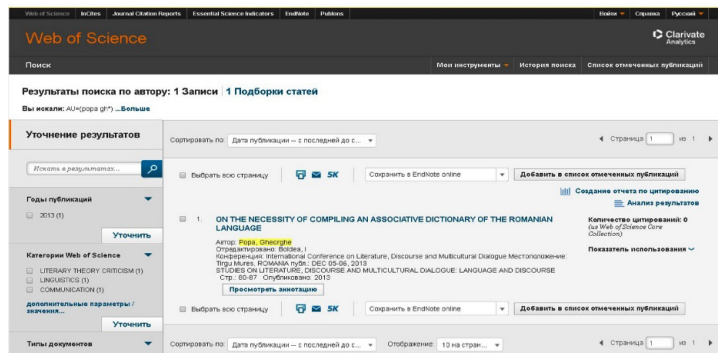 Web of Science InCites Journal Citation Reports Essential Science Indicators EndNote Publons Войти Справка Русский
Web of Science
Clarivate
Analytics
Поиск Мои инструменты История поиска Список отмеченных публикаций
Результаты поиска по автору: 1 Записи 1 Подборки статей
Вы искали: AU=(popa gh*) ...Больше
Уточнение результатов
Сортировать по: Дата публикации -- с последней до с...
Страница 1 из 1
Искать в результатах...
Выбрать всю страницу 5K Сохранить в EndNote online Добавить в список отмеченных публикаций
Создание отчета по цитированию
Анализ результатов
Годы публикаций
2013 (1)
Уточнить
Категории Web of Science
LITERARY THEORY CRITICISM (1)
LINGUISTICS (1)
COMMUNICATION (1)
дополнительные параметры /
значения...
Уточнить
Типы документов
1. ON THE NECESSITY OF COMPILING AN ASSOCIATIVE DICTIONARY OF THE ROMANIAN
LANGUAGE
Автор: Popa, Gheorghe
Отредактировано: Boldea, I
Конференция: International Conference on Literature, Discourse and Multicultural Dialogue Местоположение:
Tirgu Mures, ROMANIA публ.: DEC 05-06, 2013
STUDIES ON LITERATURE, DISCOURSE AND MULTICULTURAL DIALOGUE: LANGUAGE AND DISCOURSE
Стр.: 80-87 Опубликовано: 2013
Просмотреть аннотацию
Количество цитирований: 0
(из Web of Science Core
Collection)
Показатель использования
Выбрать всю страницу 5K Сохранить в EndNote online Добавить в список отмеченных публикаций
Сортировать по: Дата публикации -- с последней до с... Отображение: 10 на стран... Страница 1 из 1